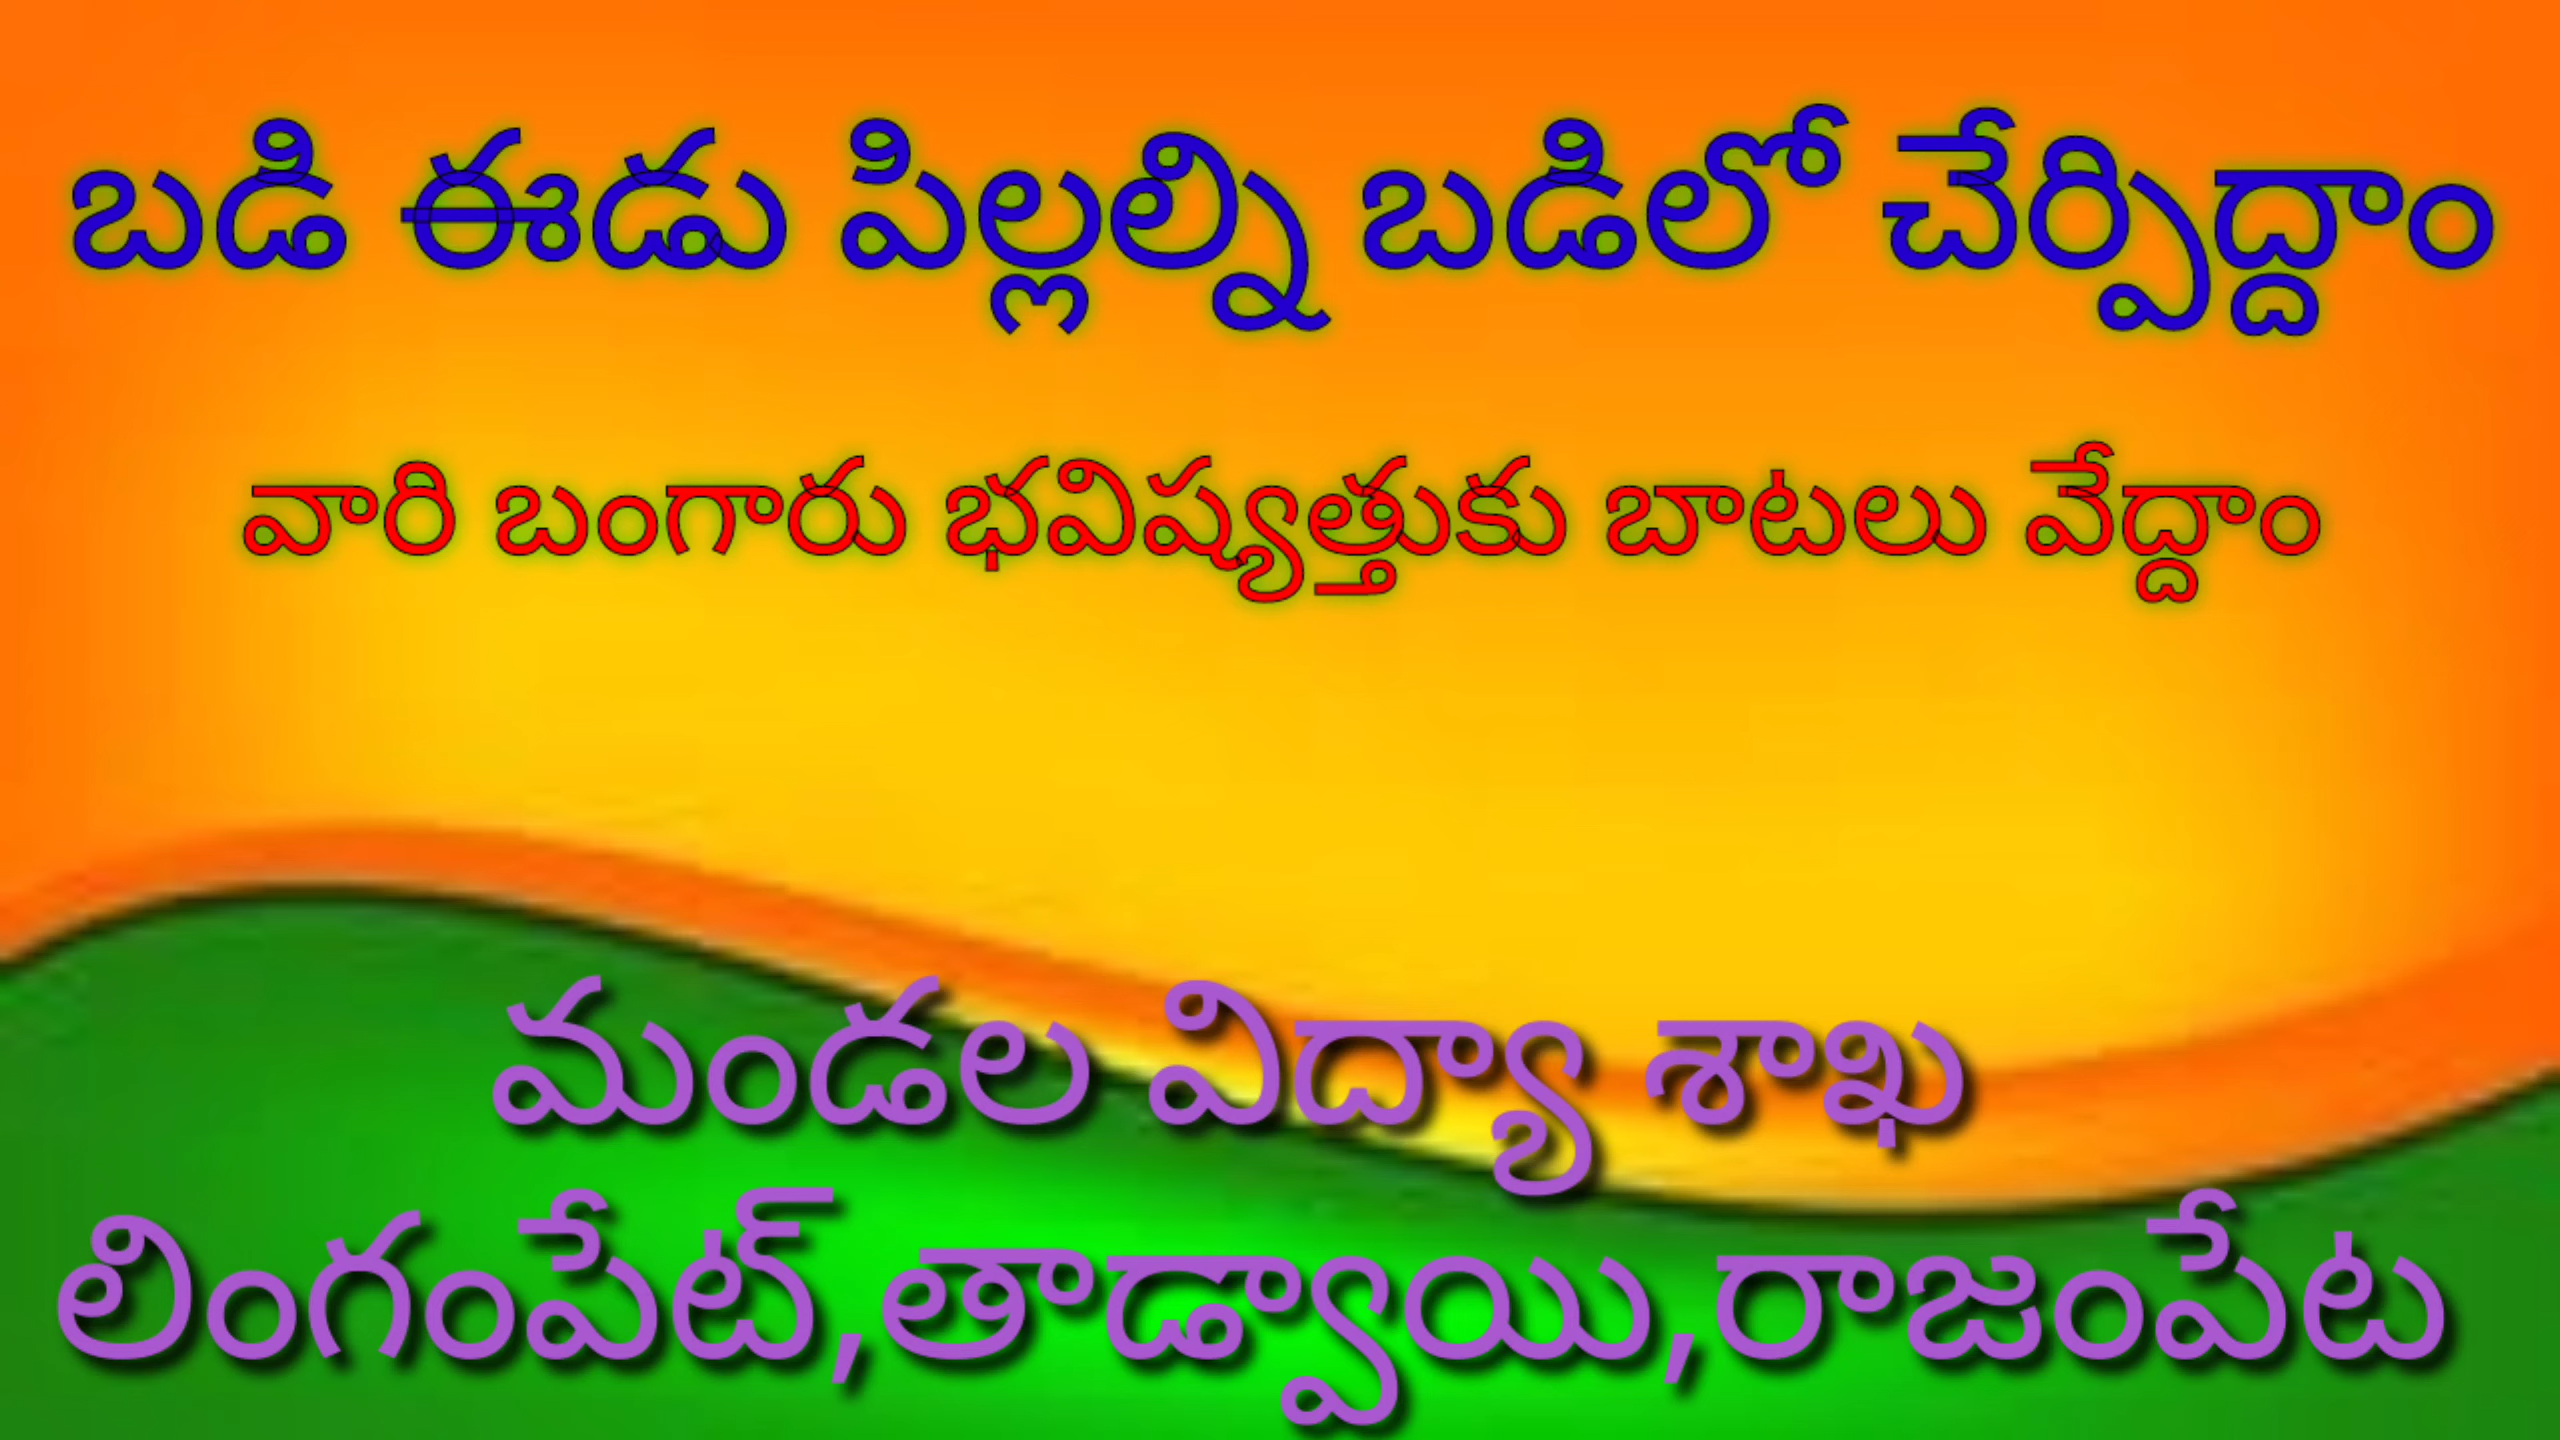 బడి ఈడు పిల్లల్ని బడిలో చేర్పిద్దాం
వారి బంగారు భవిష్యత్తుకు బాటలు వేద్దాం
మండల విద్యా శాఖ
లింగంపేట్,తాడ్వాయి,రాజంపేట